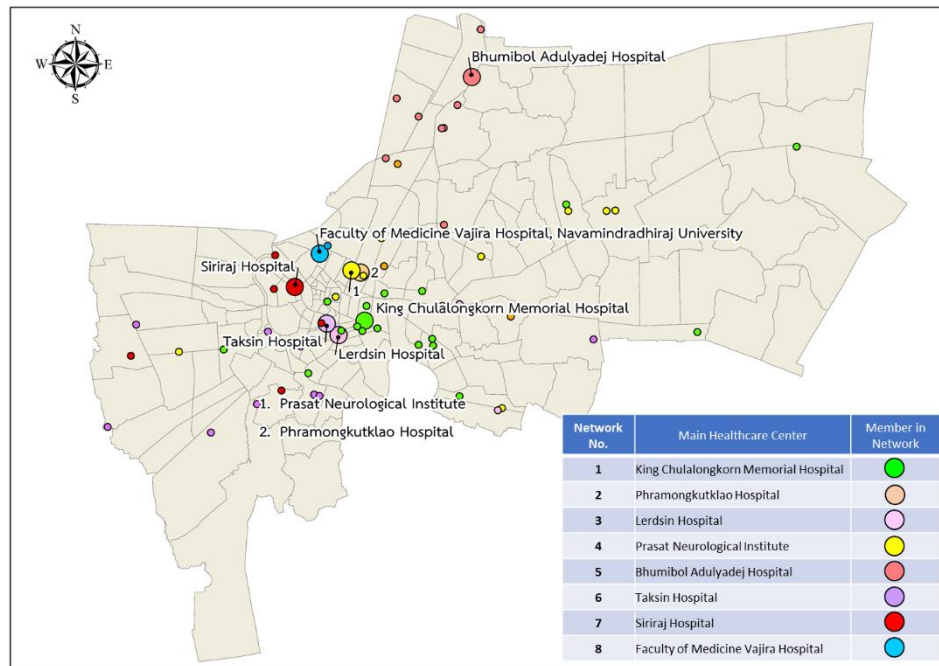 N
W E
S
Bhumibol Adulyadej Hospital
Faculty of Medicine Vajira Hospital, Navamindradhiraj University
Siriraj Hospital
2
1
King Chulalongkorn Memorial Hospital
Taksin Hospital
Lerdsin Hospital
1. Prasat Neurological Institute
2. Phramongkutklao Hospital
Network No. Main Healthcare Center Member in Network
1 King Chulalongkorn Memorial Hospital
2 Phramongkutklao Hospital
3 Lerdsin Hospital
4 Prasat Neurological Institute
5 Bhumibol Adulyadej Hospital
6 Taksin Hospital
7 Siriraj Hospital
8 Faculty of Medicine Vajira Hospital